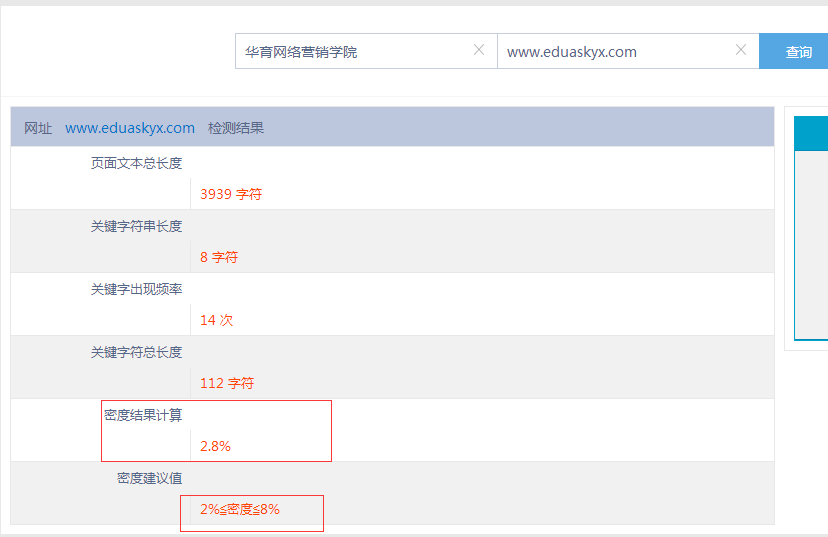 华育网络营销学院 www.eduaskyx.com 查询
网址 www.eduaskyx.com 检测结果
页面文本总长度
3939 字符
关键字符串长度
8 字符
关键字出现频率
14 次
关键字符总长度
112 字符
密度结果计算
2.8%
密度建议值
2%≦密度≦8%